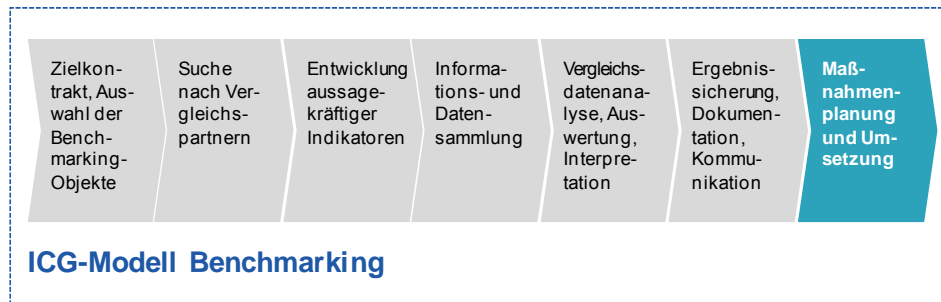 Zielkon-
trakt, Aus-
wahl der
Bench-
marking-
Objekte
Suche
nach Ver-
gleichs-
partnern
Entwicklung
aussage-
kräftiger
Indikatoren
Informa-
tions- und
Daten-
sammlung
Vergleichs-
datenana-
lyse, Aus-
wertung,
Interpre-
tation
Ergebnis-
sicherung,
Dokumen-
tation,
Kommu-
nikation
Maß-
nahmen-
planung
und Um-
setzung
ICG-Modell Benchmarking